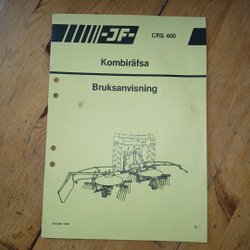 -JF-
CRS 400
Kombiräfsa
Bruksanvisning